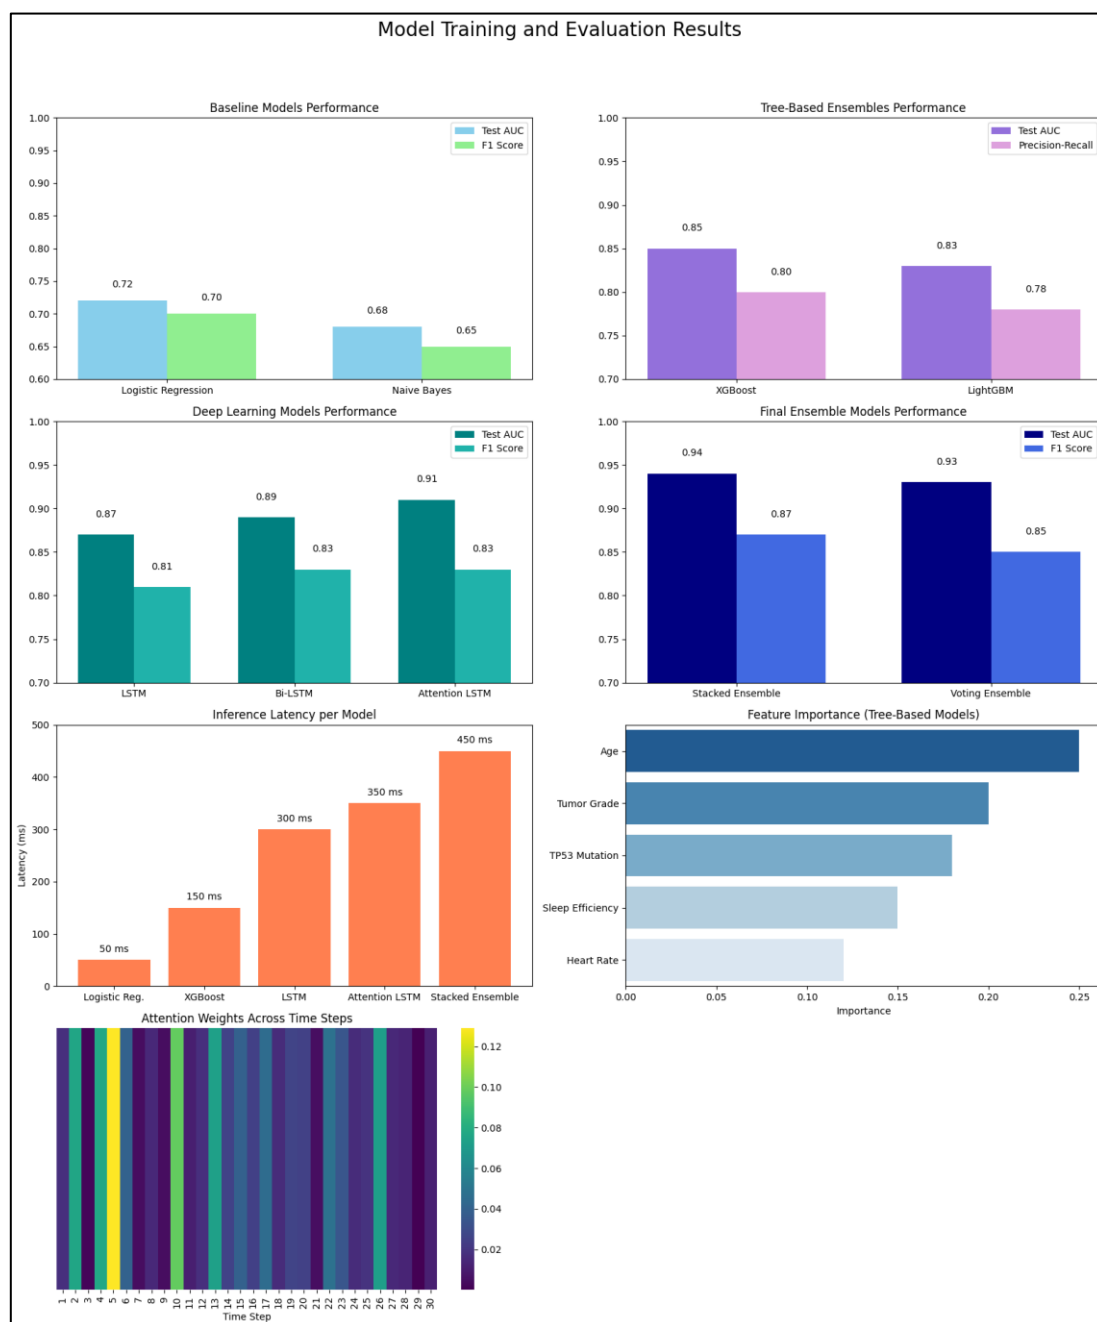 Model Training and Evaluation Results
Baseline Models Performance
1.00
0.95
0.90
0.85
0.80
0.75
0.70
0.65
0.60
Test AUC
F1 Score
0.72
0.70
0.68
0.65
Logistic Regression
Naive Bayes
Tree-Based Ensembles Performance
1.00
0.95
0.90
0.85
0.80
0.75
0.70
Test AUC
Precision-Recall
0.85
0.80
0.83
0.78
XGBoost
LightGBM
Deep Learning Models Performance
1.00
0.95
0.90
0.85
0.80
0.75
0.70
Test AUC
F1 Score
0.87
0.81
0.89
0.83
0.91
0.83
LSTM
Bi-LSTM
Attention LSTM
Final Ensemble Models Performance
1.00
0.95
0.90
0.85
0.80
0.75
0.70
Test AUC
F1 Score
0.94
0.87
0.93
0.85
Stacked Ensemble
Voting Ensemble
Inference Latency per Model
Latency (ms)
500
400
300
200
100
0
50 ms
150 ms
300 ms
350 ms
450 ms
Logistic Reg.
XGBoost
LSTM
Attention LSTM
Stacked Ensemble
Feature Importance (Tree-Based Models)
Age
Tumor Grade
TP53 Mutation
Sleep Efficiency
Heart Rate
0.00 0.05 0.10 0.15 0.20 0.25
Importance
Attention Weights Across Time Steps
0.12
0.10
0.08
0.06
0.04
0.02
1 2 3 4 5 6 7 8 9 10 11 12 13 14 15 16 17 18 19 20 21 22 23 24 25 26 27 28 29 30
Time Step